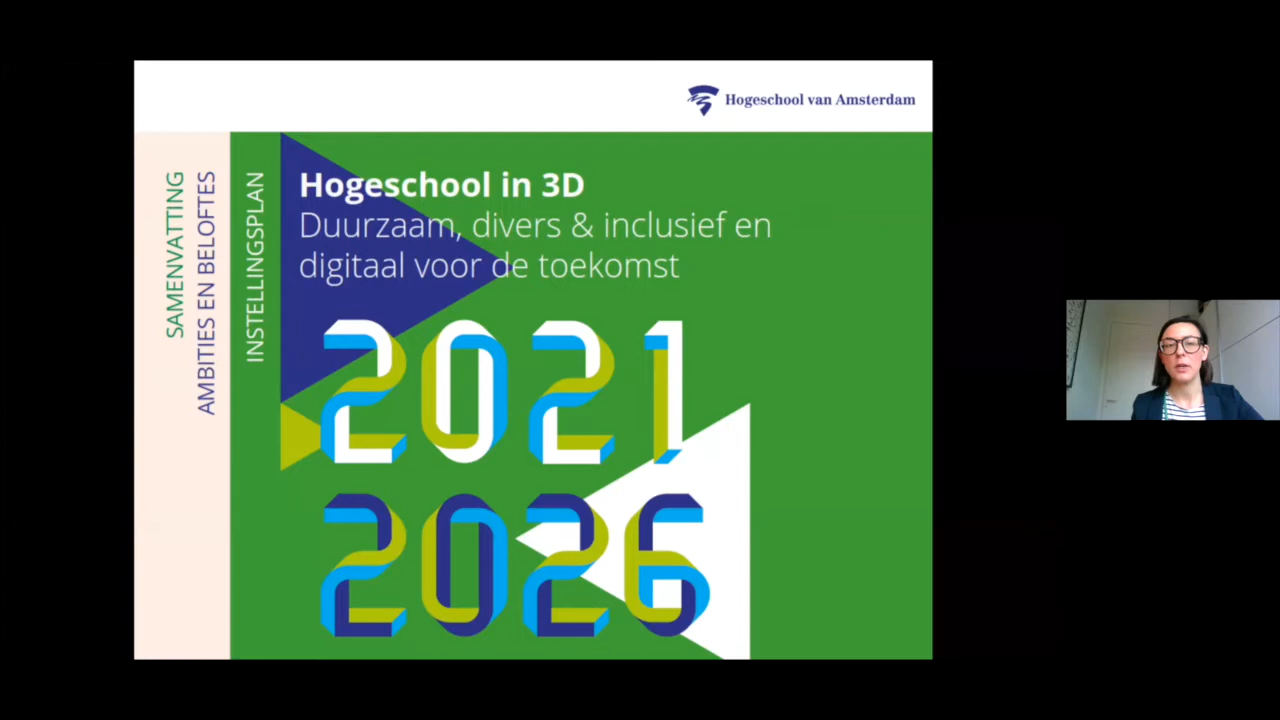 Hogeschool van Amsterdam
SAMENVATTING
AMBITIES EN BELOFTES
INSTELLINGSPLAN
Hogeschool in 3D
Duurzaam, divers & inclusief en
digitaal voor de toekomst
2021
2026